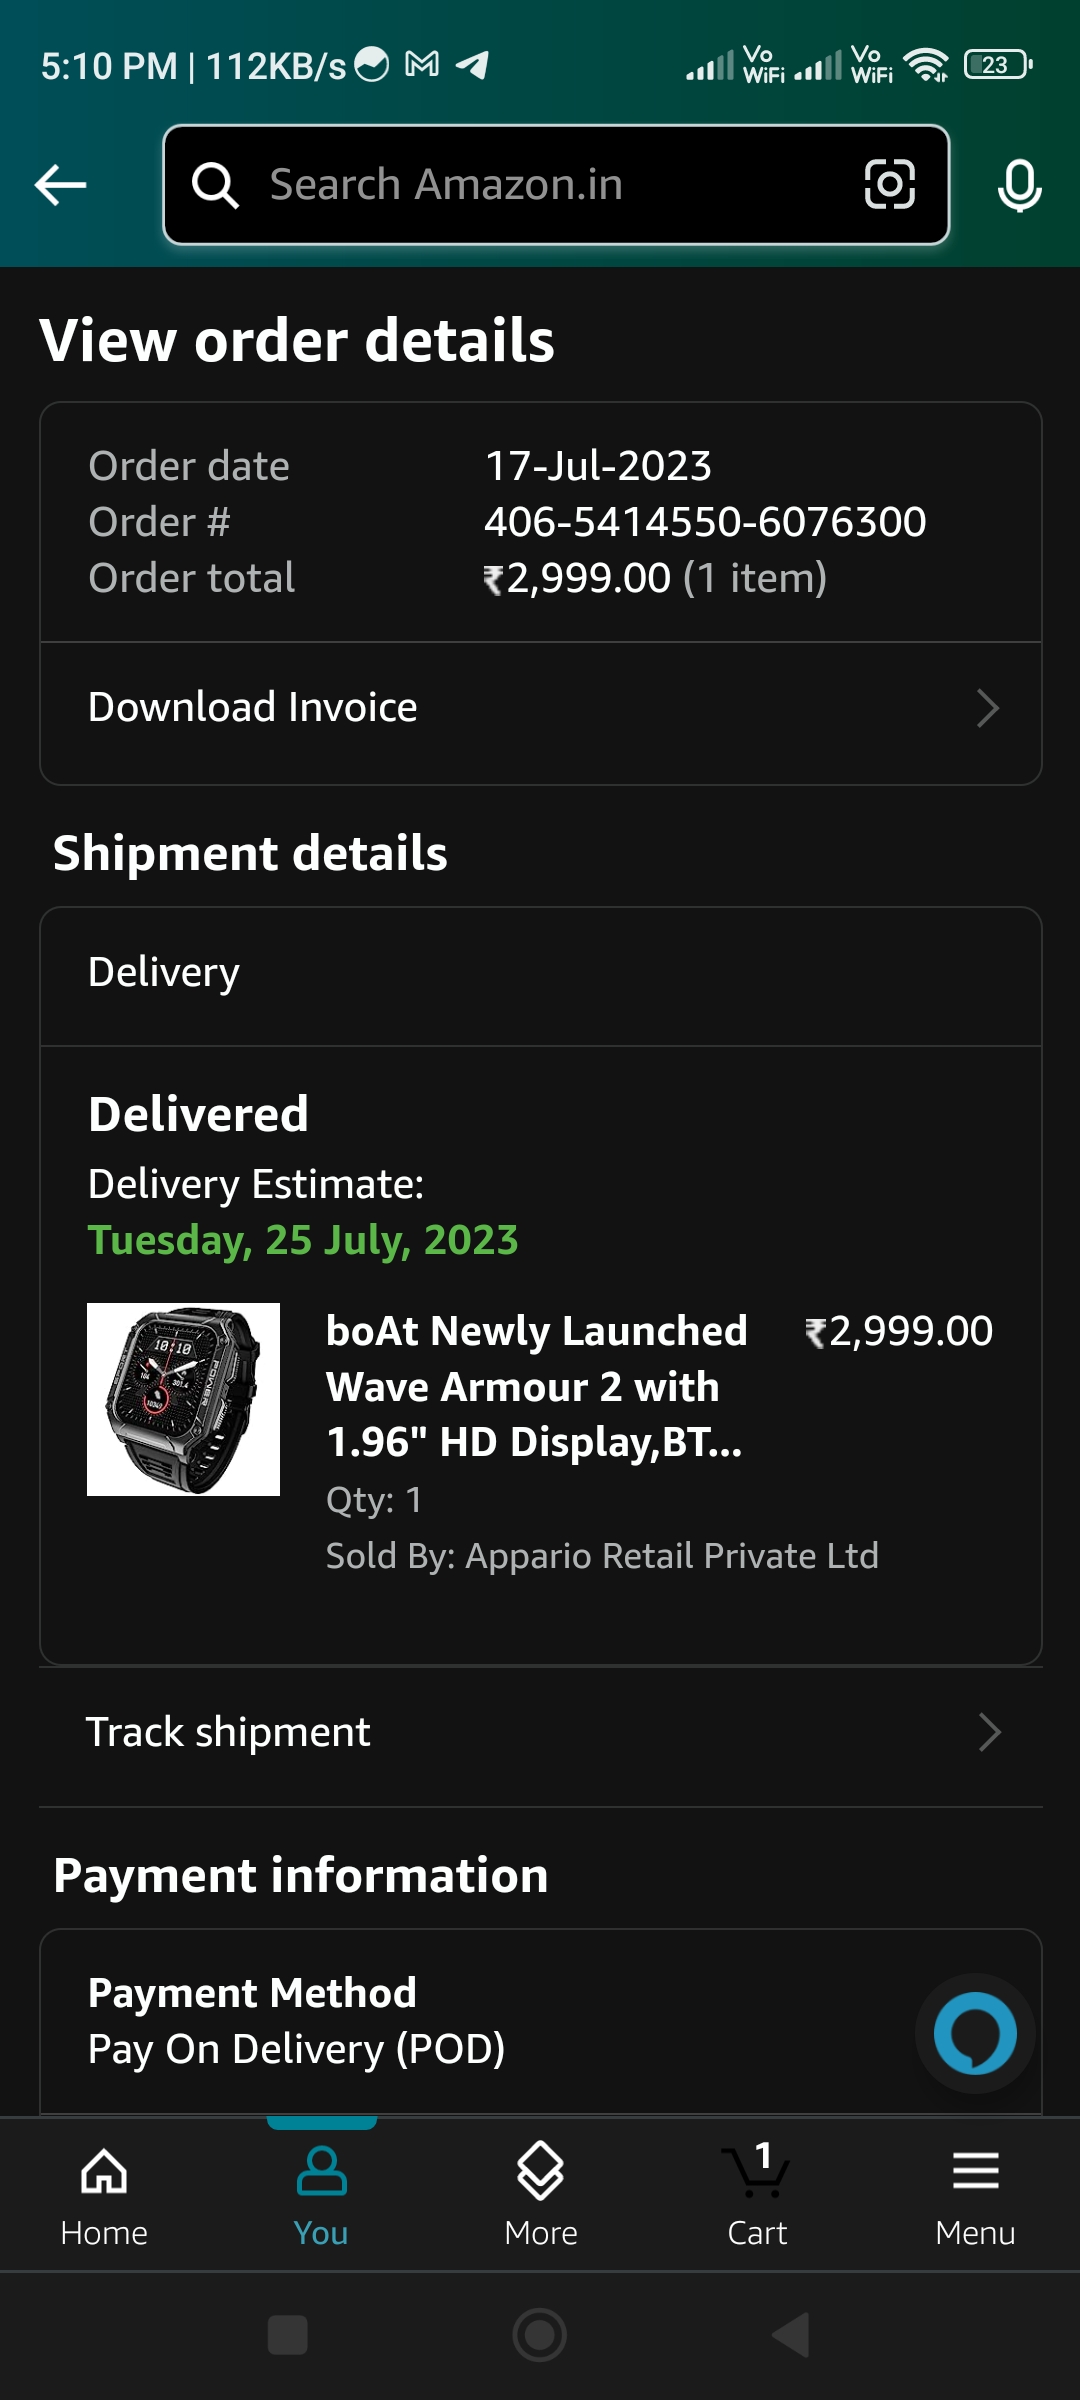 5:10 PM | 112KB/s
Vo WiFi Vo WiFi 23
Search Amazon.in
View order details
Order date 17-Jul-2023
Order # 406-5414550-6076300
Order total ₹2,999.00 (1 item)
Download Invoice
Shipment details
Delivery
Delivered
Delivery Estimate:
Tuesday, 25 July, 2023
boAt Newly Launched ₹2,999.00
Wave Armour 2 with
1.96" HD Display,BT...
Qty: 1
Sold By: Appario Retail Private Ltd
Track shipment
Payment information
Payment Method
Pay On Delivery (POD)
1
Home You More Cart Menu